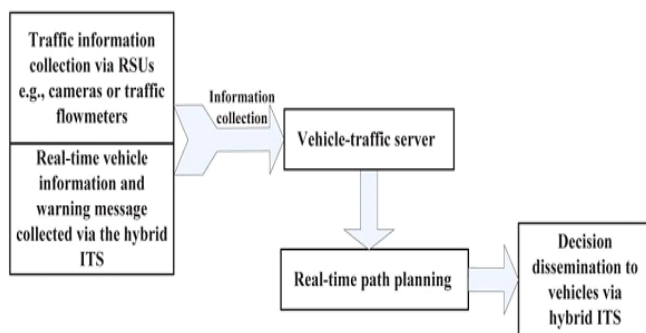 Traffic information
collection via RSUs
e.g., cameras or traffic
flowmeters
Real-time vehicle
information and
warning message
collected via the hybrid
ITS
Information
collection
Vehicle-traffic server
Real-time path planning
Decision
dissemination to
vehicles via
hybrid ITS